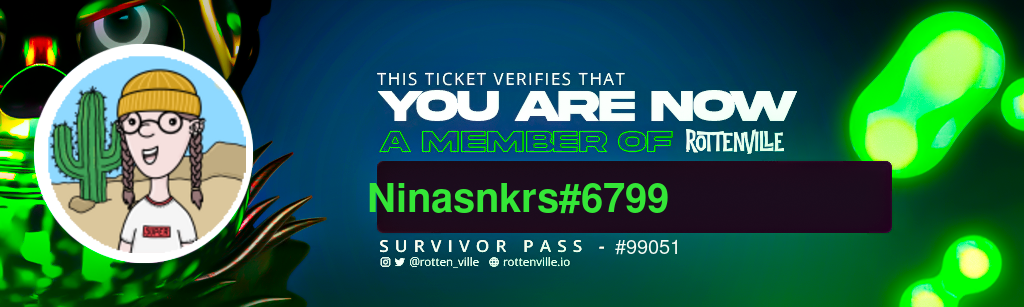 THIS TICKET VERIFIES THAT
YOU ARE NOW
A MEMBER OF ROTTENVILLE
Ninasnkrs#6799
SURVIVOR PASS - #99051
@rotten_ville rottenville.io